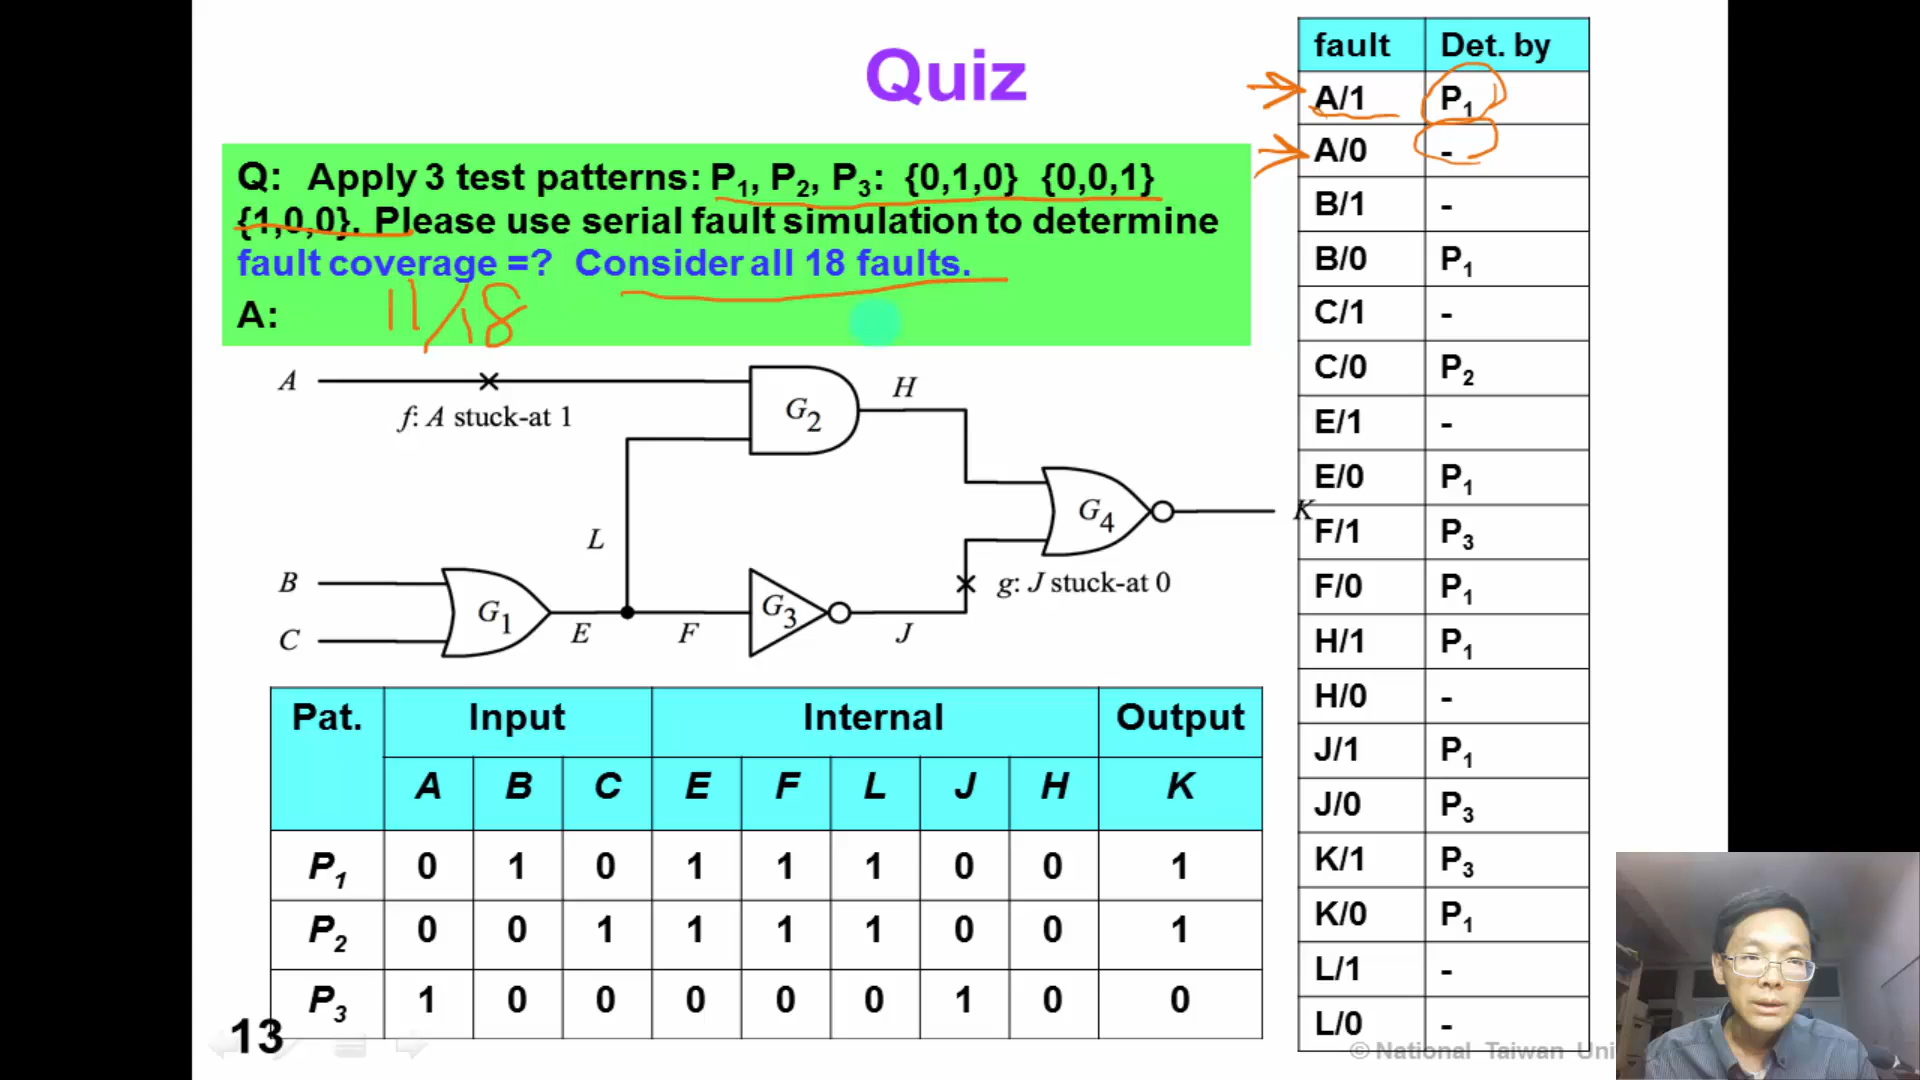 Quiz
Q: Apply 3 test patterns: P1, P2, P3: {0,1,0} {0,0,1}
{1,0,0}. Please use serial fault simulation to determine
fault coverage =? Consider all 18 faults.
A: 11/18
A
f: A stuck-at 1
G2
H
L
G4
K
B
C
G1
E
F
G3
J
g: J stuck-at 0
Pat. Input Internal Output
A B C E F L J H K
P1 0 1 0 1 1 1 0 0 1
P2 0 0 1 1 1 1 0 0 1
P3 1 0 0 0 0 0 1 0 0
13
fault Det. by
A/1 P1
A/0 -
B/1 -
B/0 P1
C/1 -
C/0 P2
E/1 -
E/0 P1
F/1 P3
F/0 P1
H/1 P1
H/0 -
J/1 P1
J/0 P3
K/1 P3
K/0 P1
L/1 -
L/0 -
© National Taiwan Uni